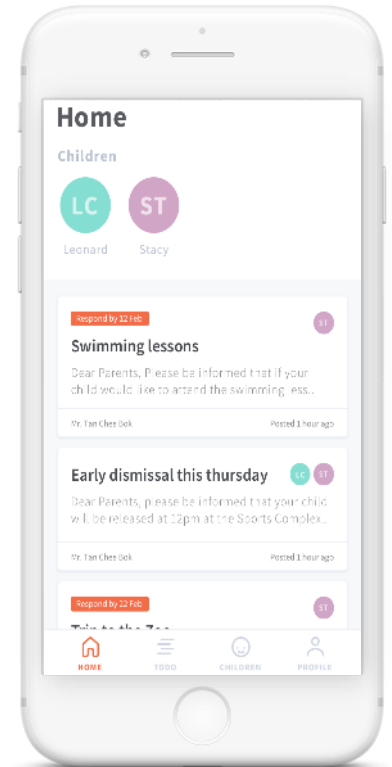 Home
Children
LC ST
Leonard Stacy
Respond by 12 Feb ST
Swimming lessons
Dear Parents, Please be informed that if your
child would like to attend the swimming less..
Mr. Tan Chee Bok Posted 1 hour ago
Early dismissal this thursday LC ST
Dear Parents, please be informed that your child
will be released at 12pm at the Sports Complex..
Mr. Tan Chee Bok Posted 1 hour ago
Respond by 22 Feb ST
Trip to the Zoo
HOME TODO CHILDREN PROFILE